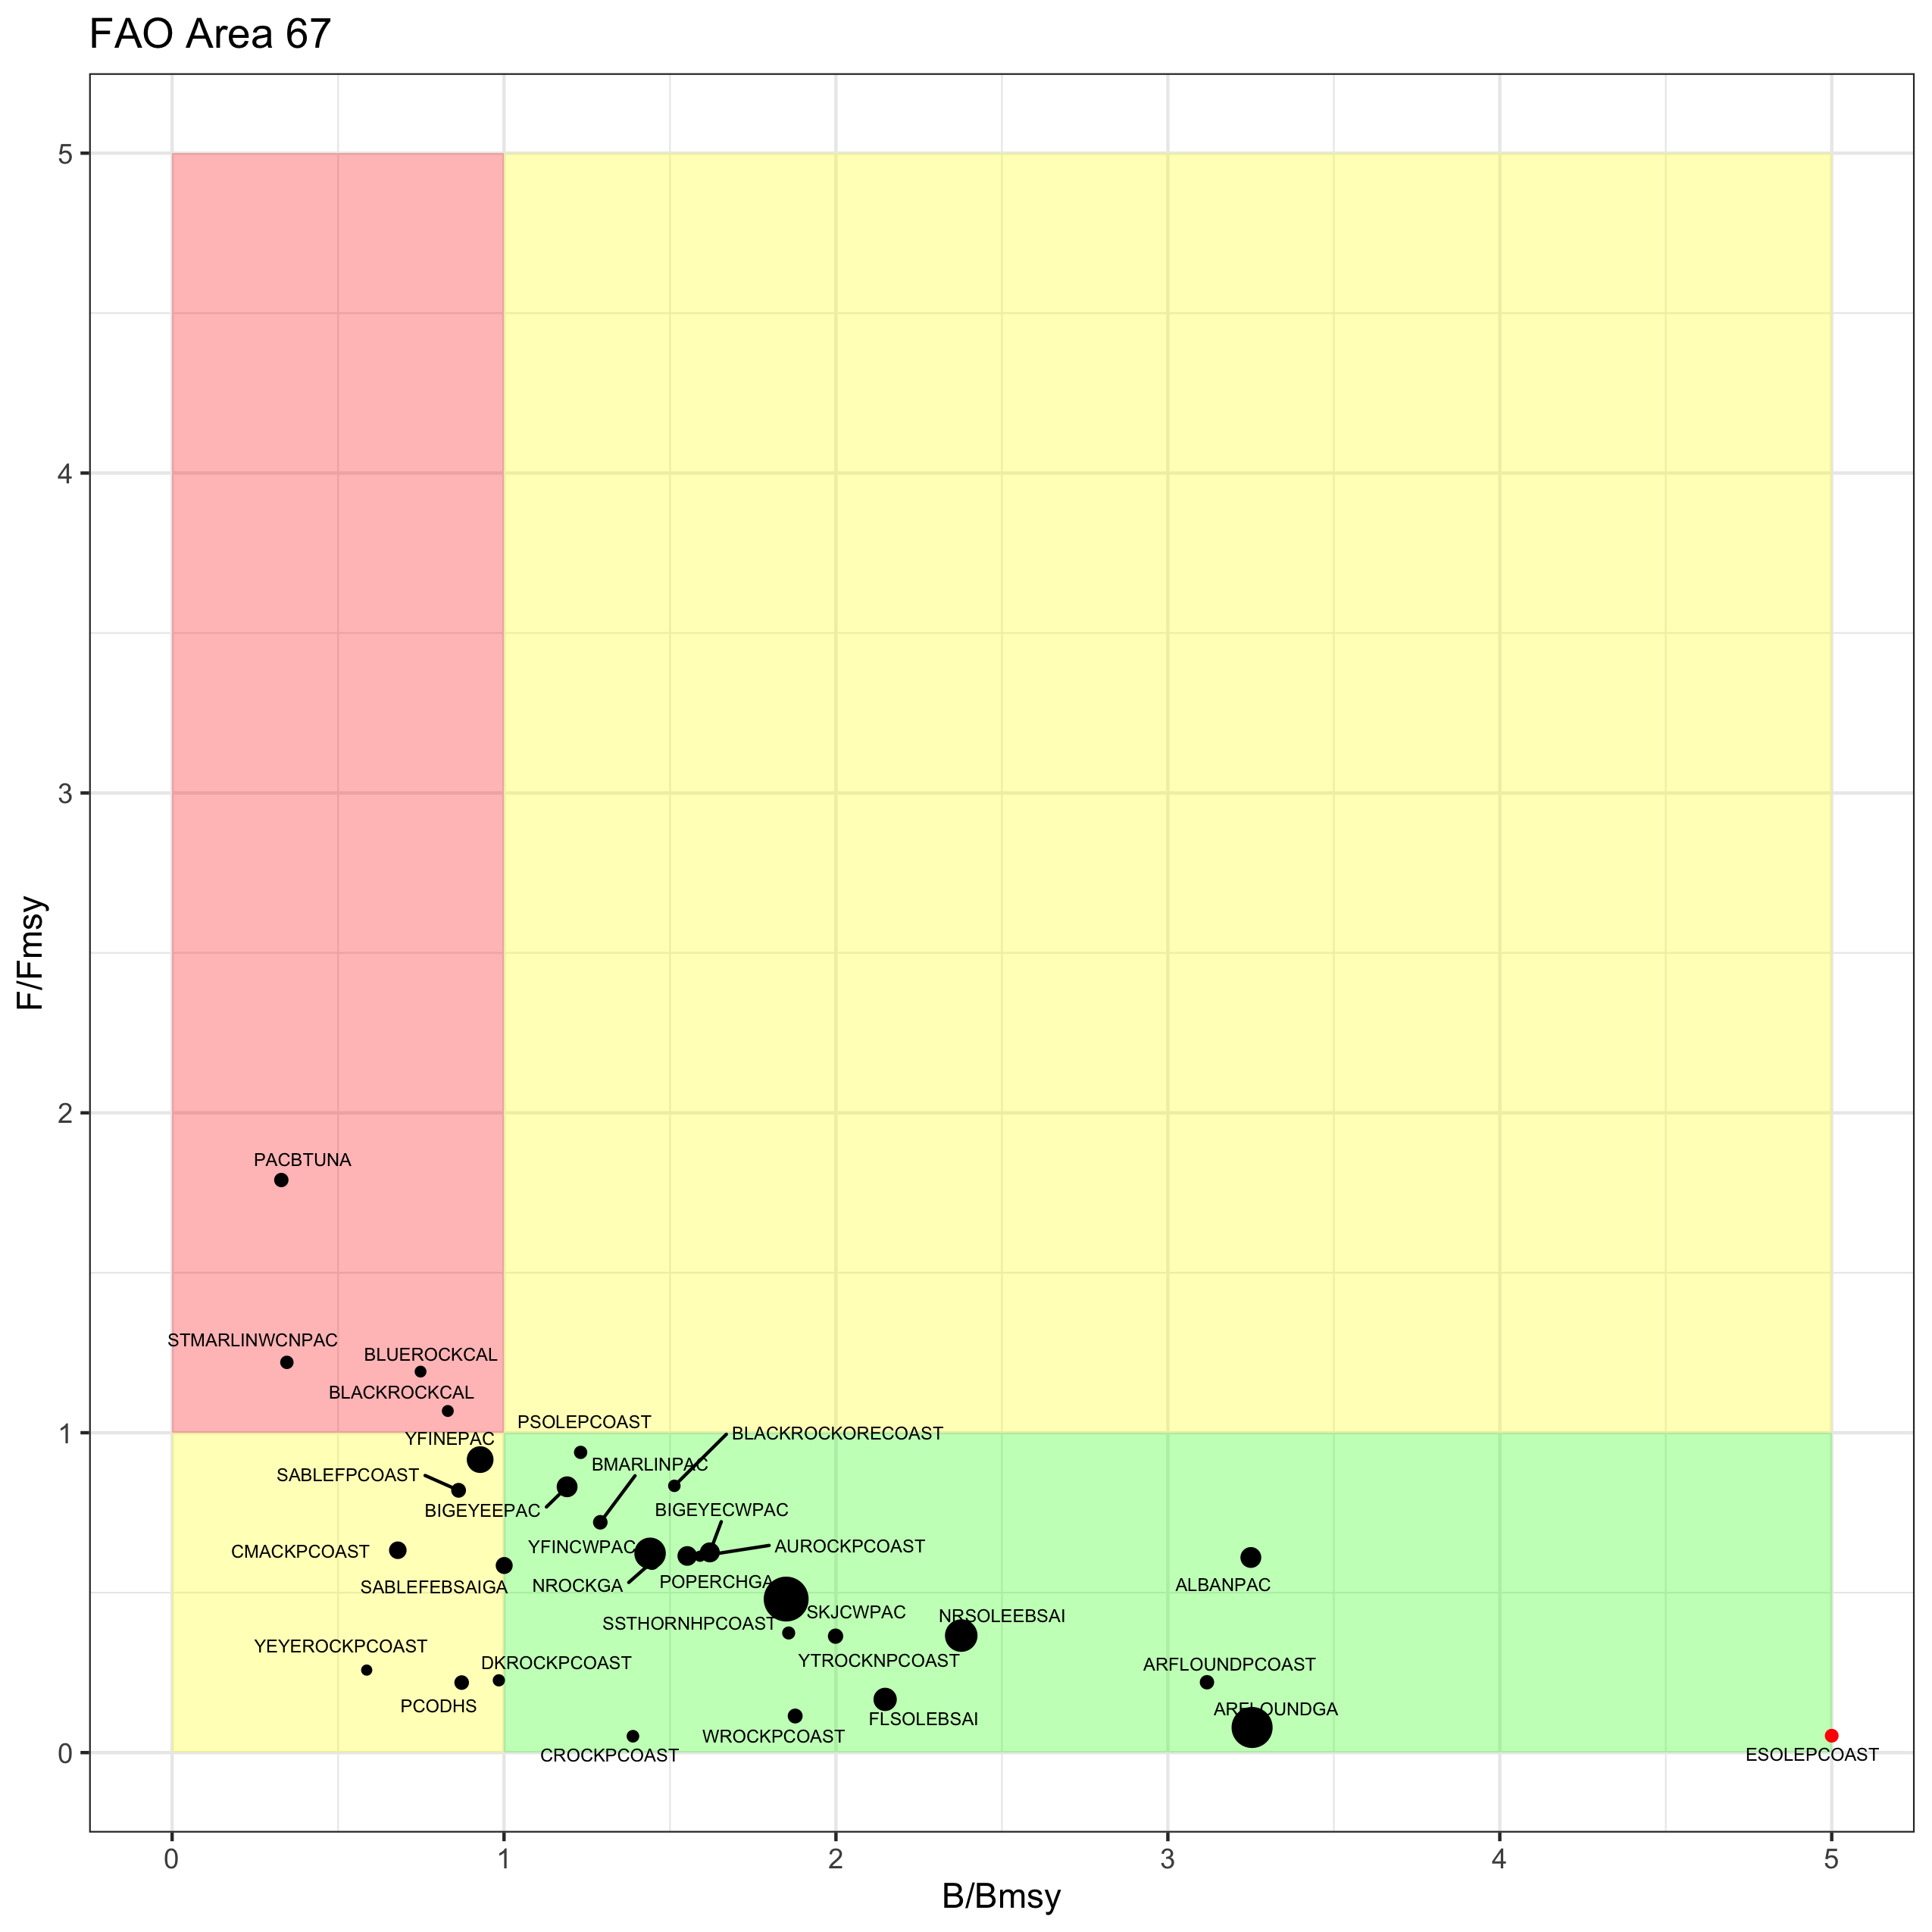 FAO Area 67
5
4
3
2
1
0
F/Fmsy
PACBTUNA
STMARLINWCNPAC
BLUEROCKCAL
BLACKROCKCAL
PSOLEPCOAST
BLACKROCKORECOAST
YFINEPAC
BMARLINPAC
SABLEFPCOAST
BIGEYEEPAC
BIGEYECWPAC
CMACKPCOAST
YFINCWPAC
AUROCKPCOAST
SABLEFEBSAIGA
NROCKGA
POPERCHGA
ALBANPAC
SSTHORNHPCOAST
SKJCWPAC
NRSOLEEBSAI
YEYEROCKPCOAST
DKROCKPCOAST
YTROCKNPCOAST
ARFLOUNDPCOAST
PCODHS
ARFLOUNDGA
FLSOLEBSAI
WROCKPCOAST
CROCKPCOAST
ESOLEPCOAST
0 1 2 3 4 5
B/Bmsy